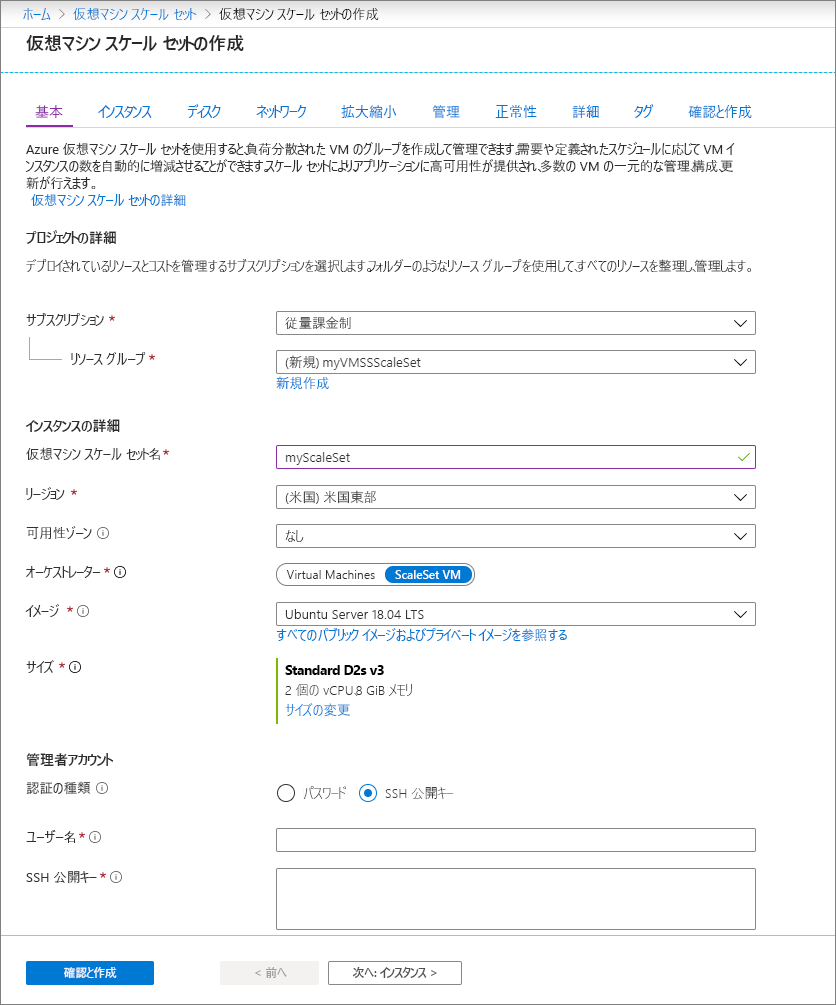 ホーム > 仮想マシン スケール セット > 仮想マシン スケール セットの作成
仮想マシン スケール セットの作成
基本 インスタンス ディスク ネットワーク 拡大縮小 管理 正常性 詳細 タグ 確認と作成
Azure 仮想マシン スケール セットを使用すると、負荷分散された VM のグループを作成して管理できます。需要や定義されたスケジュールに応じて VM イ
ンスタンスの数を自動的に増減させることができます。スケール セットによりアプリケーションに高可用性が提供され、多数の VM の一元的な管理、構成、更
新が行えます。
仮想マシン スケール セットの詳細
プロジェクトの詳細
デプロイされているリソースとコストを管理するサブスクリプションを選択します。フォルダーのようなリソース グループを使用して、すべてのリソースを整理し、管理します。
サブスクリプション * 従量課金制
リソース グループ * (新規) myVMSSScaleSet
新規作成
インスタンスの詳細
仮想マシン スケール セット名 * myScaleSet
リージョン * (米国) 米国東部
可用性ゾーン なし
オーケストレーター * Virtual Machines ScaleSet VM
イメージ * Ubuntu Server 18.04 LTS
すべてのパブリック イメージおよびプライベート イメージを参照する
サイズ * Standard D2s v3
2 個の vCPU、8 GiB メモリ
サイズの変更
管理者アカウント
認証の種類 パスワード SSH 公開キー
ユーザー名 *
SSH 公開キー *
確認と作成 < 前へ 次へ: インスタンス >